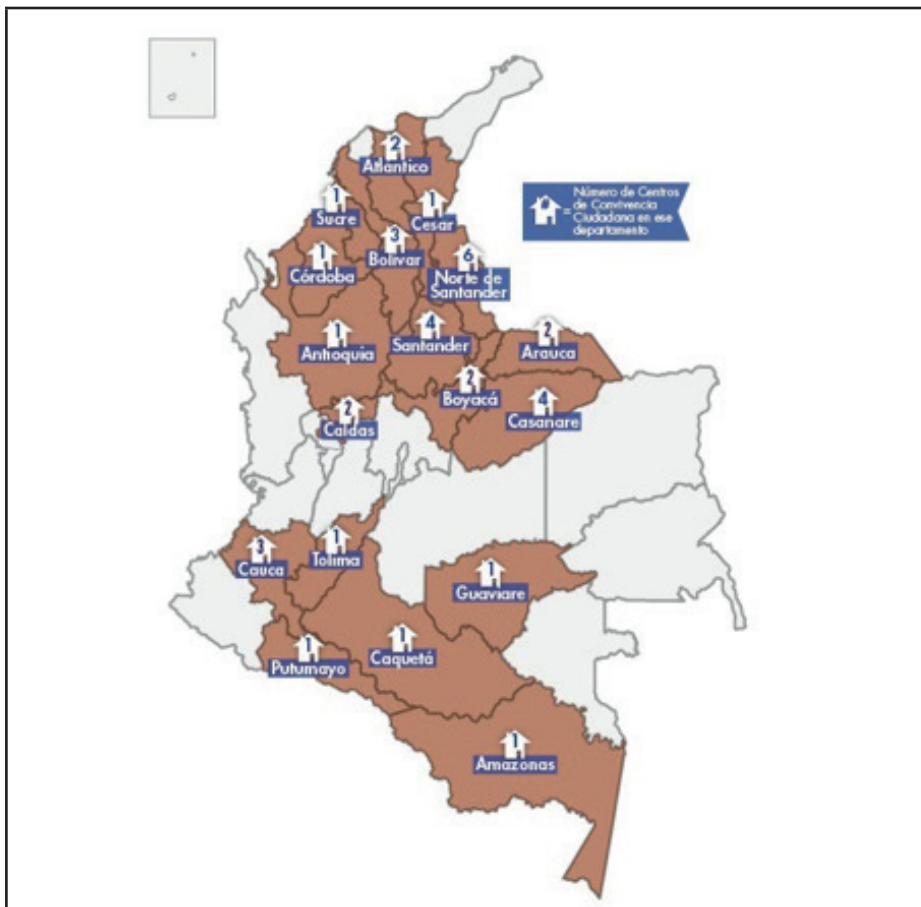 2
Atlántico
Número de Centros
de Convivencia
Ciudadana en ese
departamento
=
1
Sucre
1
Cesar
3
Bolívar
1
Córdoba
6
Norte de
Santander
1
Antioquia
4
Santander
2
Arauca
2
Boyacá
4
Casanare
2
Caldas
3
Cauca
1
Tolima
1
Guaviare
1
Putumayo
1
Caquetá
1
Amazonas